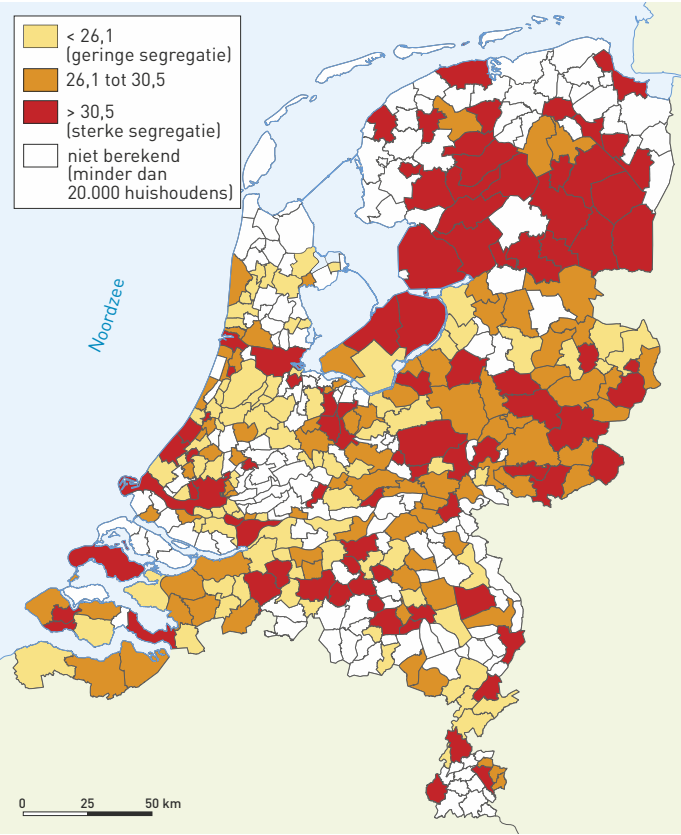 < 26,1
(geringe segregatie)
26,1 tot 30,5
> 30,5
(sterke segregatie)
niet berekend
(minder dan
20.000 huishoudens)
Noordzee
0 25 50 km